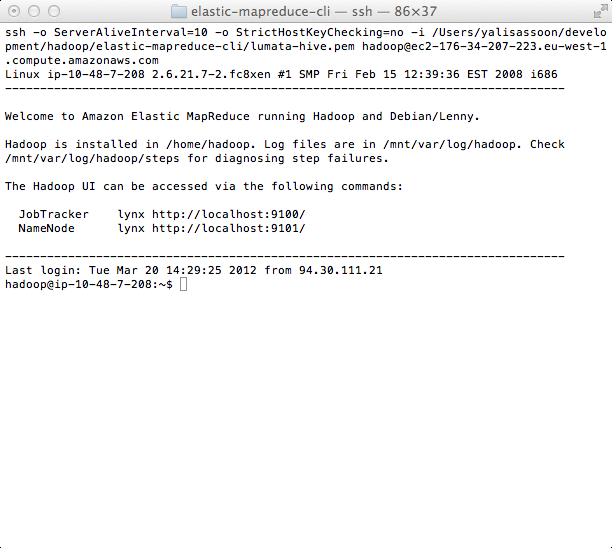 elastic-mapreduce-cli — ssh — 86×37
ssh -o ServerAliveInterval=10 -o StrictHostKeyChecking=no -i /Users/yalisassoon/develo
pment/hadoop/elastic-mapreduce-cli/lumata-hive.pem hadoop@ec2-176-34-207-223.eu-west-1
.compute.amazonaws.com
Linux ip-10-48-7-208 2.6.21.7-2.fc8xen #1 SMP Fri Feb 15 12:39:36 EST 2008 i686
--------------------------------------------------------------------------------
Welcome to Amazon Elastic MapReduce running Hadoop and Debian/Lenny.
Hadoop is installed in /home/hadoop. Log files are in /mnt/var/log/hadoop. Check
/mnt/var/log/hadoop/steps for diagnosing step failures.
The Hadoop UI can be accessed via the following commands:
JobTracker    lynx http://localhost:9100/
NameNode      lynx http://localhost:9101/
--------------------------------------------------------------------------------
Last login: Tue Mar 20 14:29:25 2012 from 94.30.111.21
hadoop@ip-10-48-7-208:~$